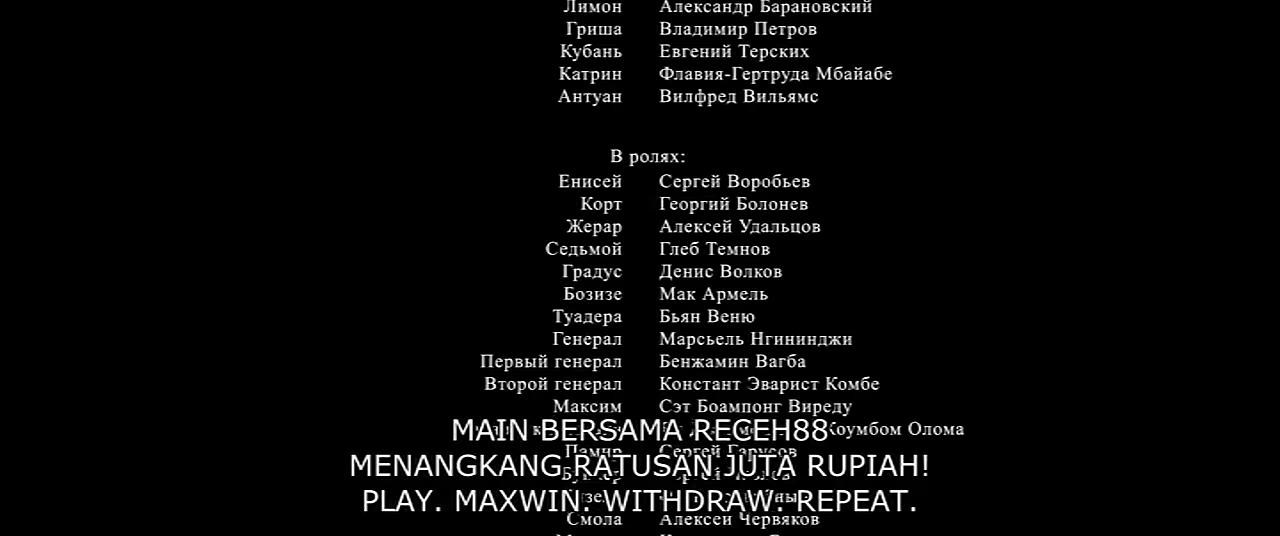 Лимон Александр Барановский
Гриша Владимир Петров
Кубань Евгений Терских
Катрин Флавия-Гертруда Мбайабе
Антуан Вилфред Вильямс
В ролях:
Енисей Сергей Воробьев
Корт Георгий Болонев
Жерар Алексей Удальцов
Седьмой Глеб Темнов
Градус Денис Волков
Бозизе Мак Армель
Туадера Бьян Веню
Генерал Марсьель Нгининджи
Первый генерал Бенжамин Вагба
Второй генерал Констант Эварист Комбе
Максим Сэт Боампонг Виреду
Коумбом Олома
MAIN BERSAMA RECEH88
Памир Сергей Гарусов
MENANGKANG RATUSAN JUTA RUPIAH!
PLAY. MAXWIN. WITHDRAW. REPEAT.
Смола Алексей Червяков